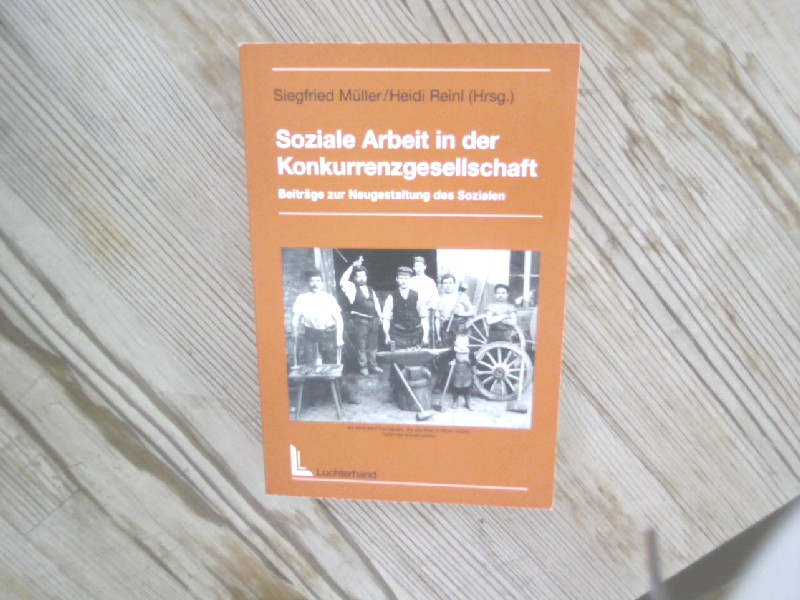 Siegfried Müller/Heidi Reinl (Hrsg.)
Soziale Arbeit in der
Konkurrenzgesellschaft
Beiträge zur Neugestaltung des Sozialen
Luchterhand